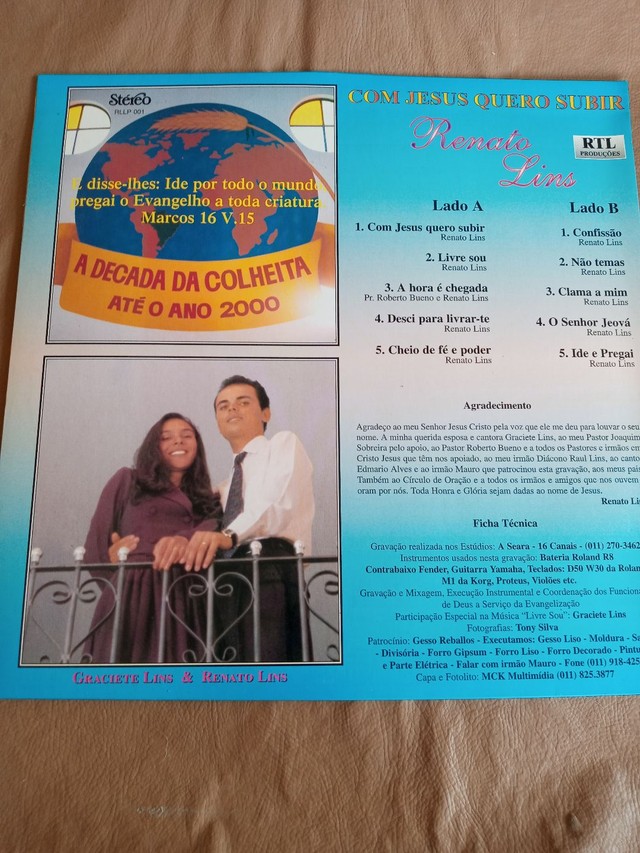 Stéreo
RLLP 001
E disse-lhes: Ide por todo o mundo
pregai o Evangelho a toda criatura
Marcos 16 V.15
A DECADA DA COLHEITA
ATÉ O ANO 2000
GRACIETE LINS & RENATO LINS
COM JESUS QUERO SUBIR
Renato
Lins
RTL
PRODUÇÕES
Lado A
1. Com Jesus quero subir
Renato Lins
2. Livre sou
Renato Lins
3. A hora é chegada
Pr. Roberto Bueno e Renato Lins
4. Desci para livrar-te
Renato Lins
5. Cheio de fé e poder
Renato Lins
Lado B
1. Confissão
Renato Lins
2. Não temas
Renato Lins
3. Clama a mim
Renato Lins
4. O Senhor Jeová
Renato Lins
5. Ide e Pregai
Renato Lins
Agradecimento
Agradeço ao meu Senhor Jesus Cristo pela voz que ele me deu para louvar o seu
nome. A minha querida esposa e cantora Graciete Lins, ao meu Pastor Joaquim
Sobreira pelo apoio, ao Pastor Roberto Bueno e a todos os Pastores e irmãos em
Cristo Jesus que têm nos apoiado, ao meu irmão Diácono Raul Lins, ao cantor
Edmario Alves e ao irmão Mauro que patrocinou esta gravação, aos meus pais
Também ao Círculo de Oração e a todos os irmãos e amigos que nos ouvem
oram por nós. Toda Honra e Glória sejam dadas ao nome de Jesus.
Renato Lin
Ficha Técnica
Gravação realizada nos Estúdios: A Seara - 16 Canais - (011) 270-3462
Instrumentos usados nesta gravação: Bateria Roland R8
Contrabaixo Fender, Guitarra Yamaha, Teclados: D50 W30 da Rolan
M1 da Korg, Proteus, Violões etc.
Gravação e Mixagem, Execução Instrumental e Coordenação dos Funciona
de Deus a Serviço da Evangelização
Participação Especial na Música "Livre Sou": Graciete Lins
Fotografias: Tony Silva
Patrocínio: Gesso Reballos - Executamos: Gesso Liso - Moldura - Sa
- Divisória - Forro Gipsum - Forro Liso - Forro Decorado - Pintu
e Parte Elétrica - Falar com irmão Mauro - Fone (011) 918-425
Capa e Fotolito: MCK Multimídia (011) 825.3877